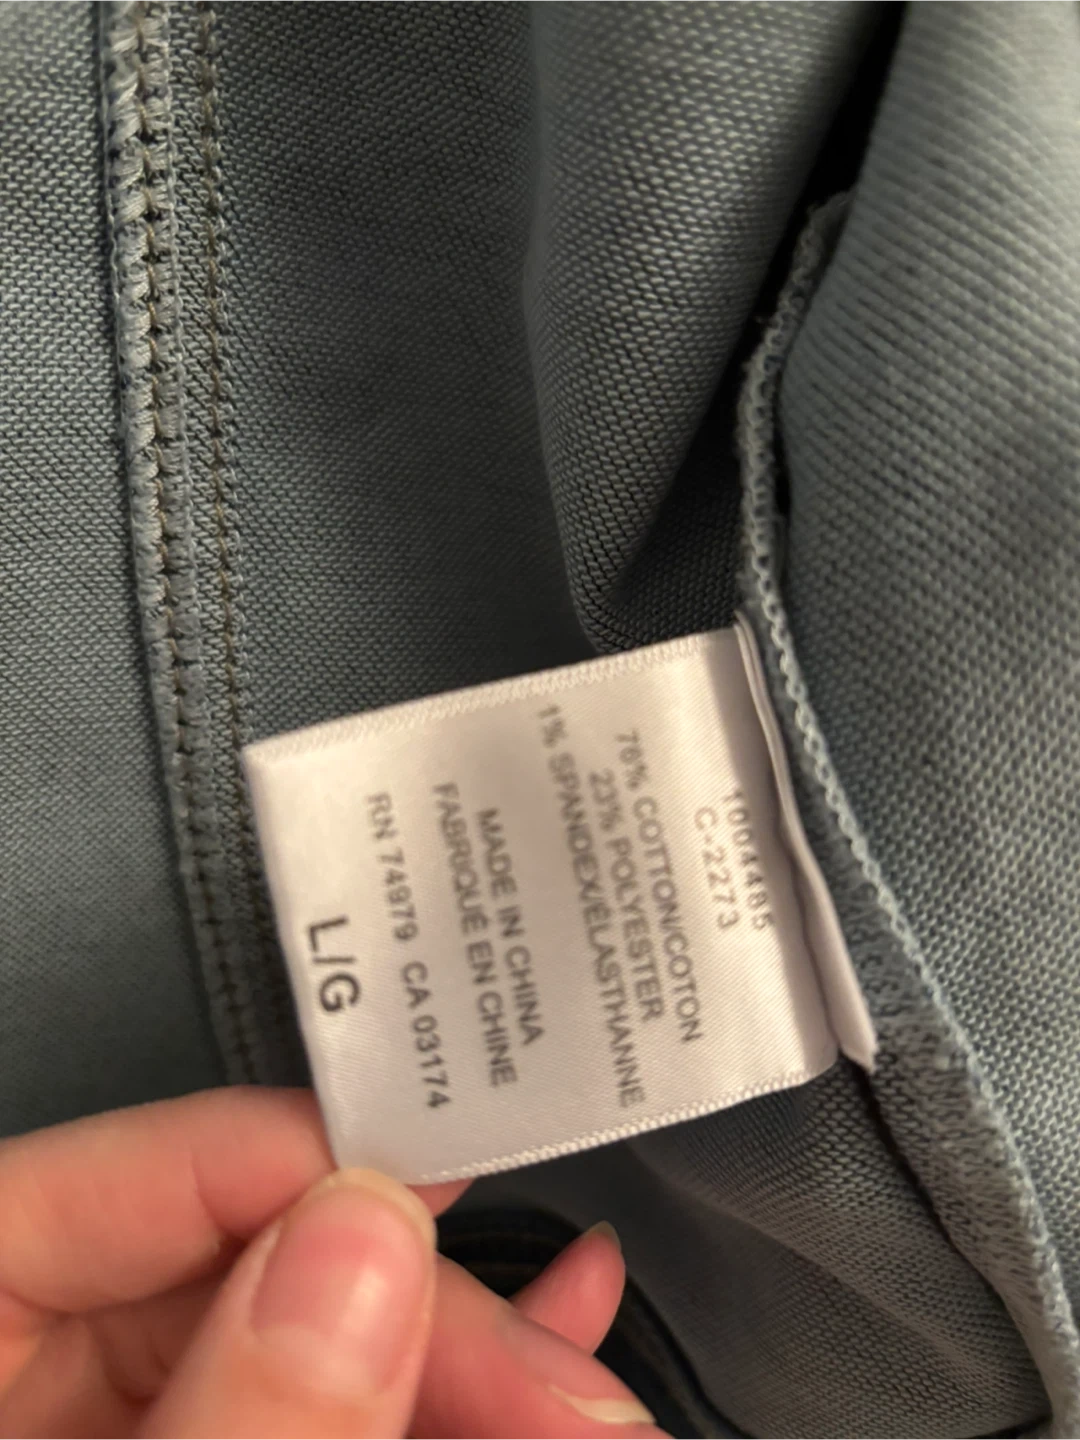 1004485
C-2273
76% COTTON/COTON
23% POLYESTER
1% SPANDEX/ÉLASTHANNE
MADE IN CHINA
FABRIQUÉ EN CHINE
RN 74979 CA 03174
L/G